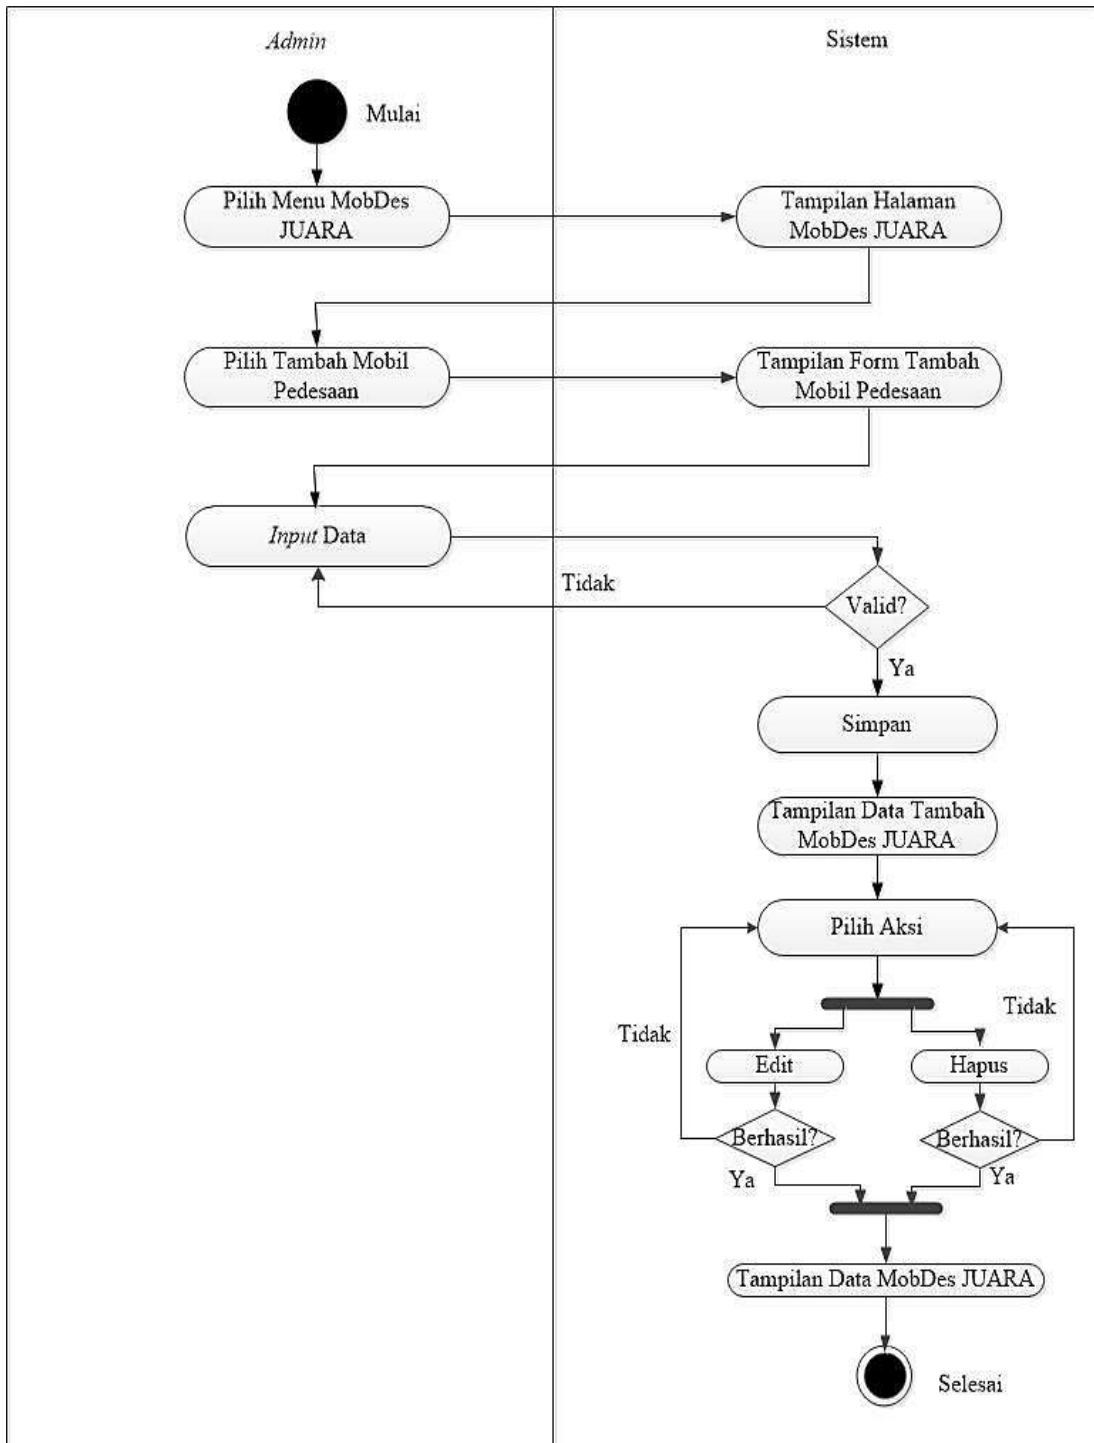 Admin
Sistem
Mulai
Pilih Menu MobDes
JUARA
Tampilan Halaman
MobDes JUARA
Pilih Tambah Mobil
Pedesaan
Tampilan Form Tambah
Mobil Pedesaan
Input Data
Tidak
Valid?
Ya
Simpan
Tampilan Data Tambah
MobDes JUARA
Pilih Aksi
Tidak
Tidak
Edit
Hapus
Berhasil?
Berhasil?
Ya
Ya
Tampilan Data MobDes JUARA
Selesai